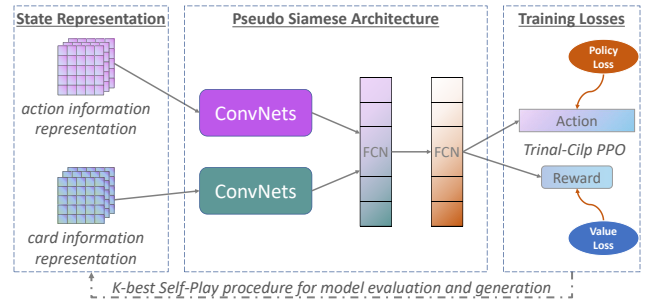 State Representation
action information
representation
card information
representation
Pseudo Siamese Architecture
ConvNets
ConvNets
FCN
FCN
Training Losses
Policy
Loss
Action
Trinal-Cilp PPO
Reward
Value
Loss
K-best Self-Play procedure for model evaluation and generation